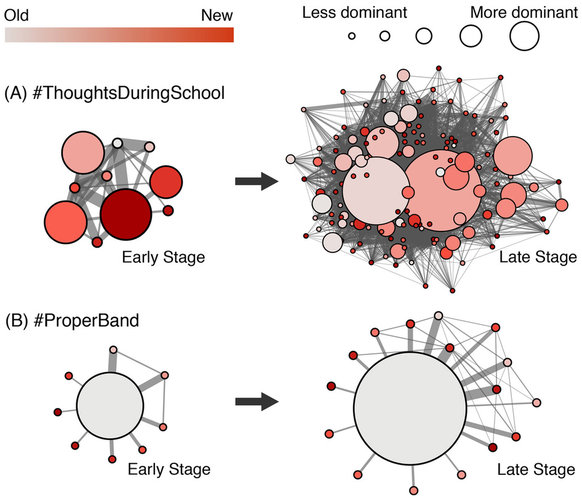 Old New
Less dominant More dominant
(A) #ThoughtsDuringSchool
Early Stage
Late Stage
(B) #ProperBand
Early Stage
Late Stage